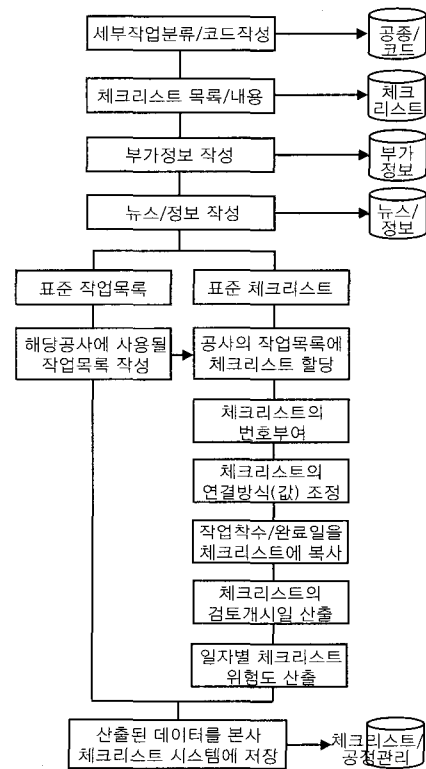 세부작업분류/코드작성
공종/
코드
체크리스트 목록/내용
체크
리스트
부가정보 작성
부가
정보
뉴스/정보 작성
뉴스/
정보
표준 작업목록
표준 체크리스트
해당공사에 사용될
작업목록 작성
공사의 작업목록에
체크리스트 할당
체크리스트의
번호부여
체크리스트의
연결방식(값) 조정
작업착수/완료일을
체크리스트에 복사
체크리스트의
검토개시일 산출
일자별 체크리스트
위험도 산출
산출된 데이터를 본사
체크리스트 시스템에 저장
체크리스트/
공정관리